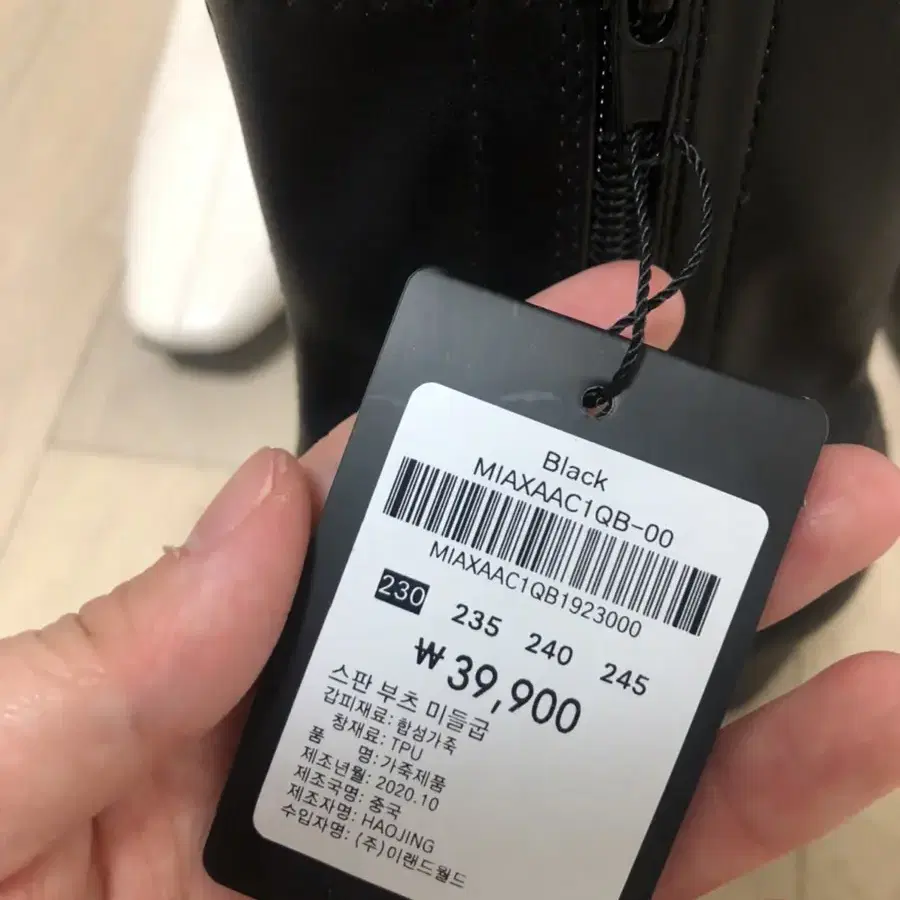 Black
MIAXAAC1QB-00
MIAXAAC1QB1923000
230 235 240 245
₩39,900
스판 부츠 미들굽
갑피재료: 합성가죽
창재료: TPU
품 명: 가죽제품
제조년월: 2020.10
제조국명: 중국
제조자명: HAOJING
수입자명: (주)이랜드월드